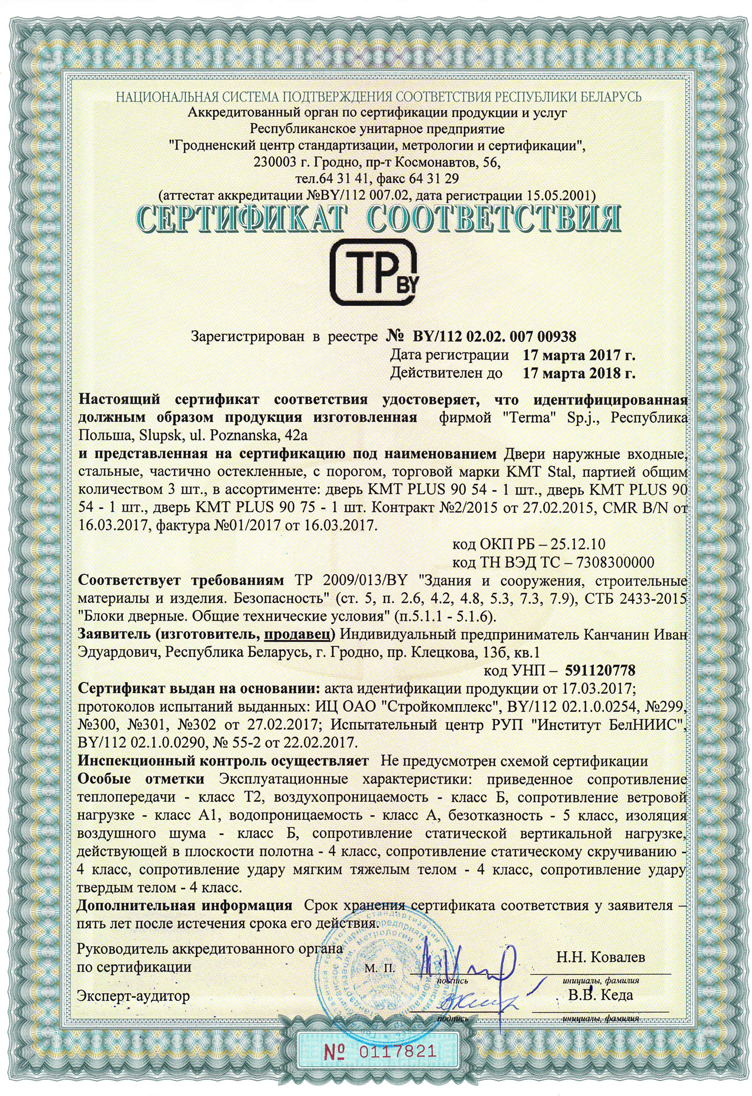 НАЦИОНАЛЬНАЯ СИСТЕМА ПОДТВЕРЖДЕНИЯ СООТВЕТСТВИЯ РЕСПУБЛИКИ БЕЛАРУСЬ
Аккредитованный орган по сертификации продукции и услуг
Республиканское унитарное предприятие
"Гродненский центр стандартизации, метрологии и сертификации",
230003 г. Гродно, пр-т Космонавтов, 56,
тел.64 31 41, факс 64 31 29
(аттестат аккредитации №BY/112 007.02, дата регистрации 15.05.2001)
СЕРТИФИКАТ СООТВЕТСТВИЯ
ТР BY
Зарегистрирован в реестре № BY/112 02.02. 007 00938
Дата регистрации 17 марта 2017 г.
Действителен до 17 марта 2018 г.
Настоящий сертификат соответствия удостоверяет, что идентифицированная
должным образом продукция изготовленная фирмой "Terma" Sp.j., Республика
Польша, Slupsk, ul. Poznanska, 42a
и представленная на сертификацию под наименованием Двери наружные входные,
стальные, частично остекленные, с порогом, торговой марки KMT Stal, партией общим
количеством 3 шт., в ассортименте: дверь KMT PLUS 90 54 - 1 шт., дверь KMT PLUS 90
54 - 1 шт., дверь KMT PLUS 90 75 - 1 шт. Контракт №2/2015 от 27.02.2015, CMR B/N от
16.03.2017, фактура №01/2017 от 16.03.2017.
код ОКП РБ – 25.12.10
код ТН ВЭД ТС – 7308300000
Соответствует требованиям ТР 2009/013/BY "Здания и сооружения, строительные
материалы и изделия. Безопасность" (ст. 5, п. 2.6, 4.2, 4.8, 5.3, 7.3, 7.9), СТБ 2433-2015
"Блоки дверные. Общие технические условия" (п.5.1.1 - 5.1.6).
Заявитель (изготовитель, продавец) Индивидуальный предприниматель Канчанин Иван
Эдуардович, Республика Беларусь, г. Гродно, пр. Клецкова, 13б, кв.1
код УНП – 591120778
Сертификат выдан на основании: акта идентификации продукции от 17.03.2017;
протоколов испытаний выданных: ИЦ ОАО "Стройкомплекс", BY/112 02.1.0.0254, №299,
№300, №301, №302 от 27.02.2017; Испытательный центр РУП "Институт БелНИИС",
BY/112 02.1.0.0290, № 55-2 от 22.02.2017.
Инспекционный контроль осуществляет Не предусмотрен схемой сертификации
Особые отметки Эксплуатационные характеристики: приведенное сопротивление
теплопередачи - класс Т2, воздухопроницаемость - класс Б, сопротивление ветровой
нагрузке - класс А1, водопроницаемость - класс А, безотказность - 5 класс, изоляция
воздушного шума - класс Б, сопротивление статической вертикальной нагрузке,
действующей в плоскости полотна - 4 класс, сопротивление статическому скручиванию -
4 класс, сопротивление удару мягким тяжелым телом - 4 класс, сопротивление удару
твердым телом - 4 класс.
Дополнительная информация Срок хранения сертификата соответствия у заявителя –
пять лет после истечения срока его действия.
Руководитель аккредитованного органа
по сертификации
М. П.
Н.Н. Ковалев
подпись
инициалы, фамилия
Эксперт-аудитор
В.В. Кеда
подпись
инициалы, фамилия
№ 0117821